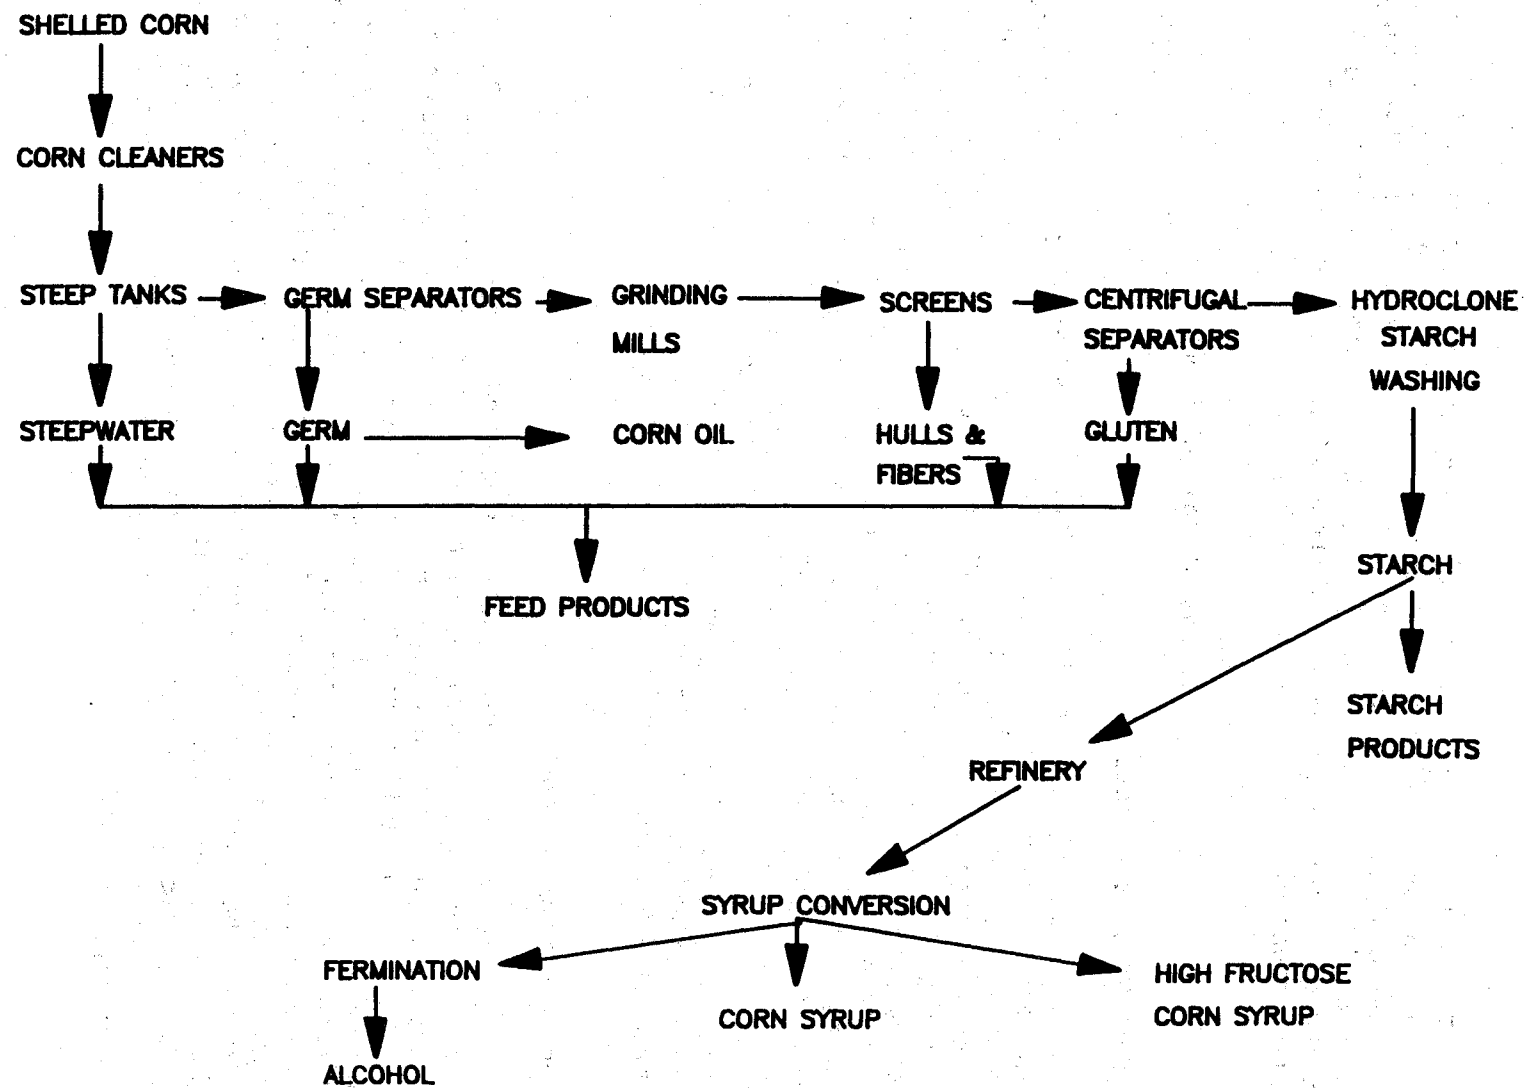 SHELLED CORN
CORN CLEANERS
STEEP TANKS
GERM SEPARATORS
GRINDING
MILLS
SCREENS
CENTRIFUGAL
SEPARATORS
HYDROCLONE
STARCH
WASHING
STEEPWATER
GERM
CORN OIL
HULLS &
FIBERS
GLUTEN
FEED PRODUCTS
STARCH
STARCH
PRODUCTS
REFINERY
SYRUP CONVERSION
FERMINATION
CORN SYRUP
HIGH FRUCTOSE
CORN SYRUP
ALCOHOL